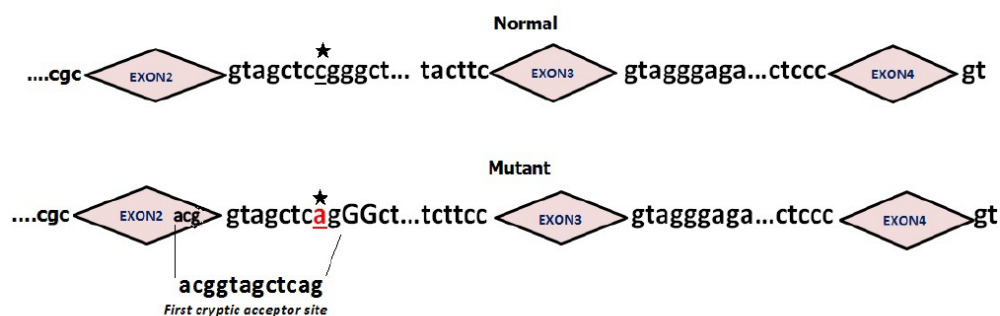 Normal
....cgc EXON2 gtagctccgggct... tacttc EXON3 gtagggaga...ctccc EXON4 gt
Mutant
....cgc EXON2 acg gtagctcagGGct...tcttcc EXON3 gtagggaga...ctccc EXON4 gt
acggtagctcag
First cryptic acceptor site